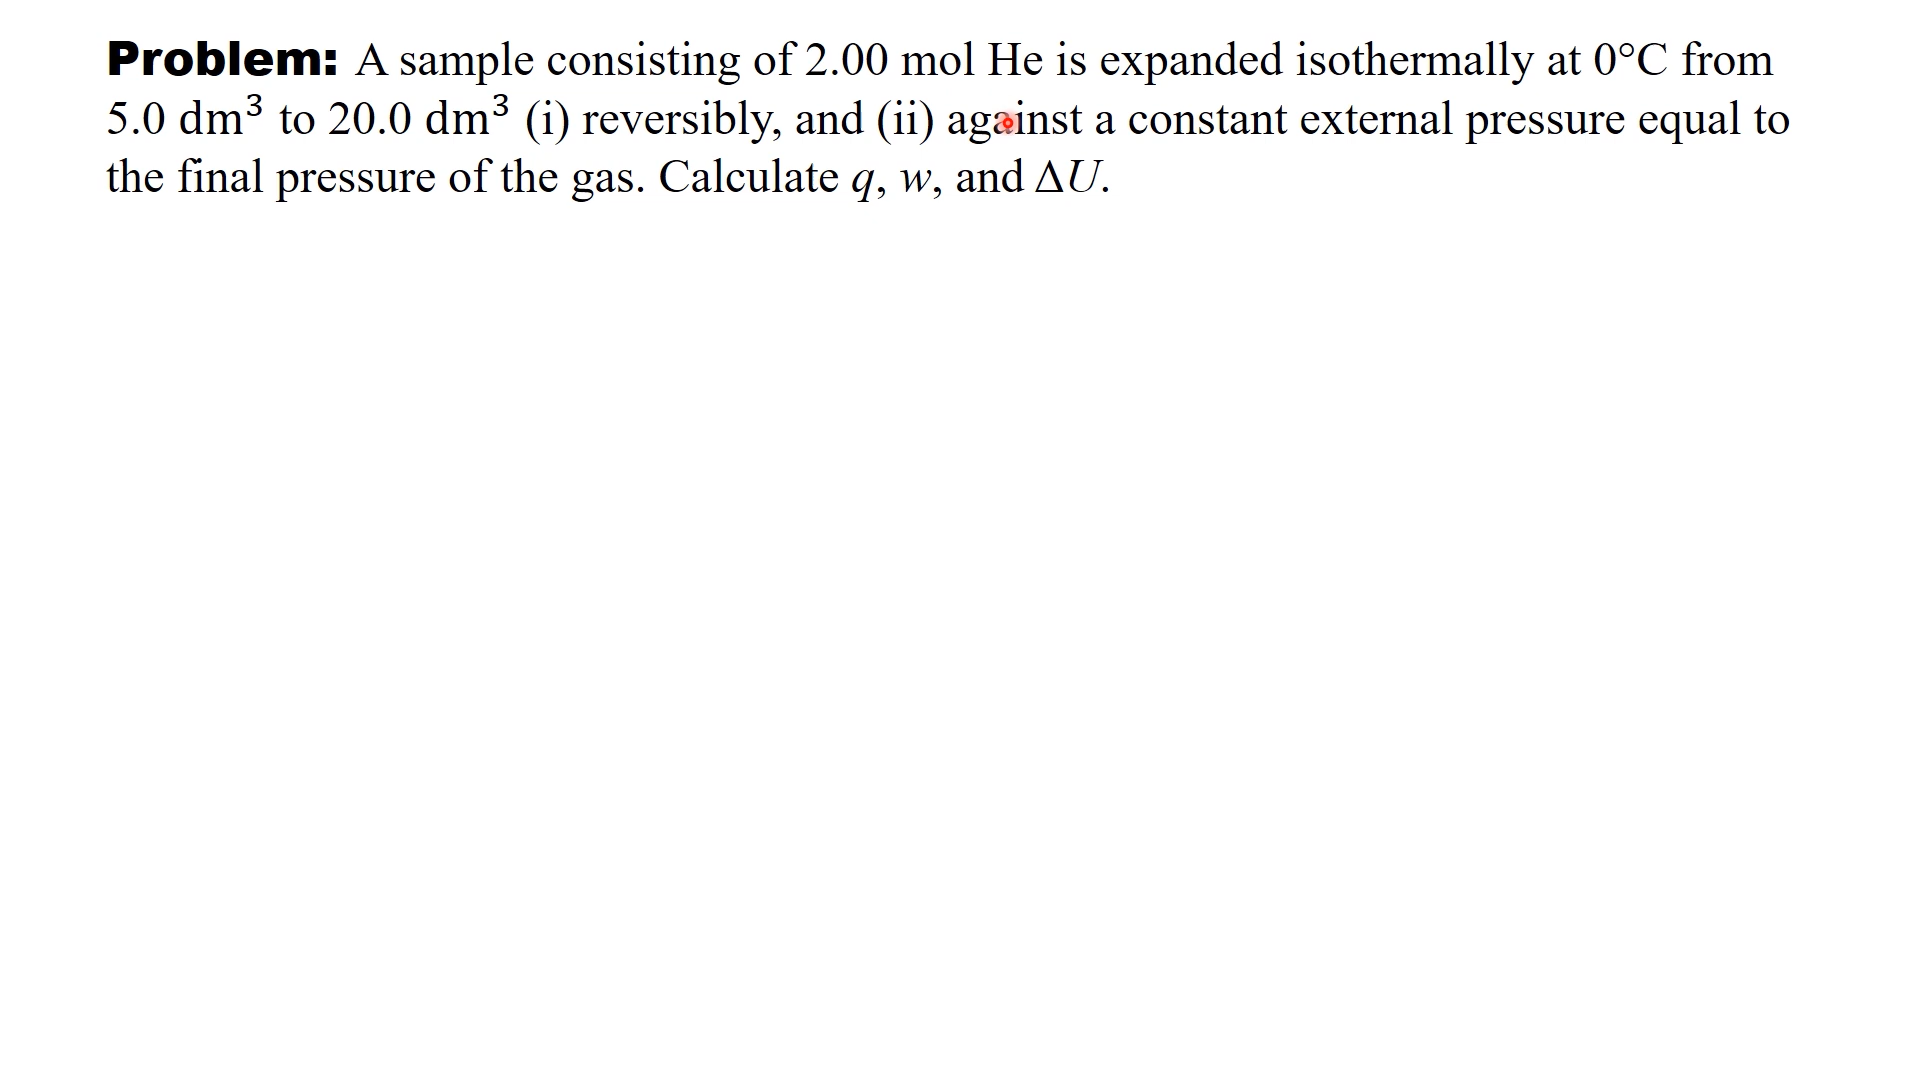 Problem: A sample consisting of 2.00 mol He is expanded isothermally at 0°C from
5.0 dm³ to 20.0 dm³ (i) reversibly, and (ii) against a constant external pressure equal to
the final pressure of the gas. Calculate q, w, and ΔU.